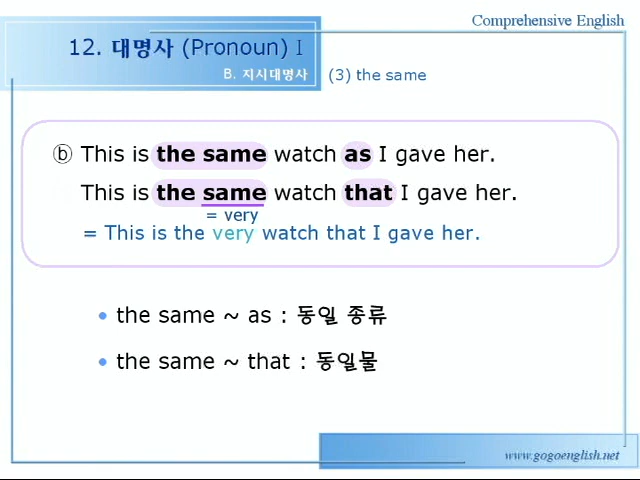 Comprehensive English
12. 대명사 (Pronoun) I
B. 지시대명사
(3) the same
ⓑ This is the same watch as I gave her.
This is the same watch that I gave her.
= very
= This is the very watch that I gave her.
• the same ~ as : 동일 종류
• the same ~ that : 동일물
www.gogoenglish.net